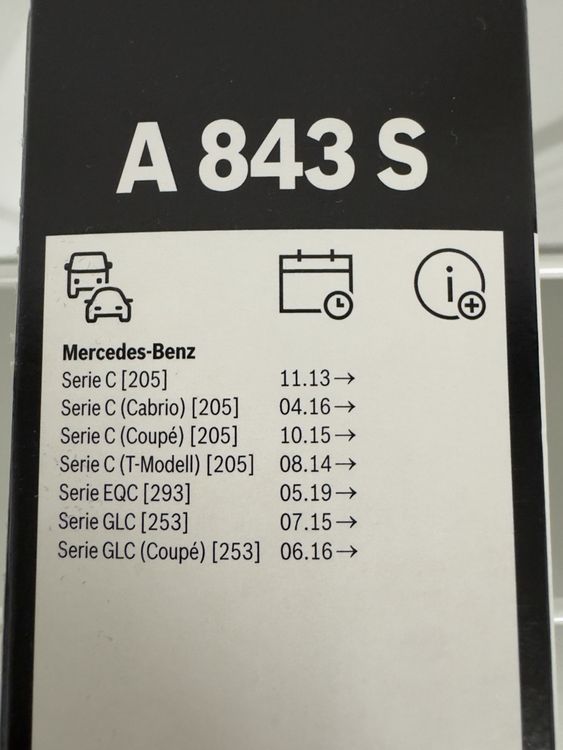 A 843 S
Mercedes-Benz
Serie C [205] 11.13→
Serie C (Cabrio) [205] 04.16→
Serie C (Coupé) [205] 10.15→
Serie C (T-Modell) [205] 08.14→
Serie EQC [293] 05.19→
Serie GLC [253] 07.15→
Serie GLC (Coupé) [253] 06.16→